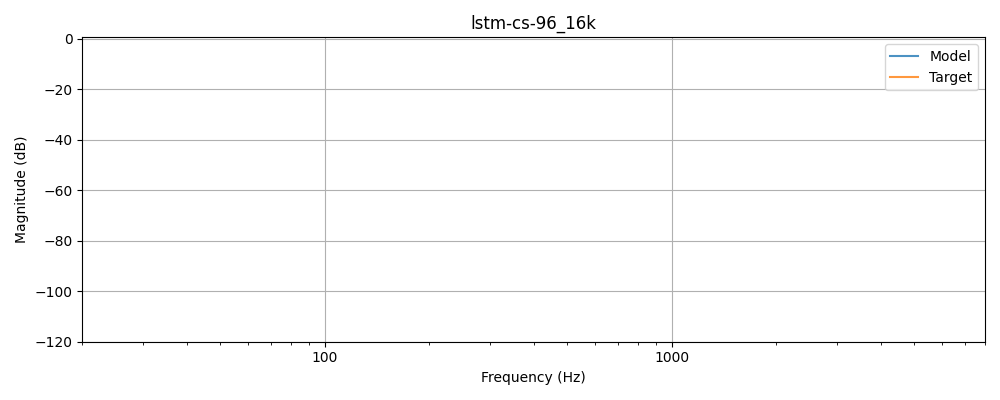 lstm-cs-96_16k
Model
Target
0
−20
−40
−60
−80
−100
−120
Magnitude (dB)
100
1000
Frequency (Hz)